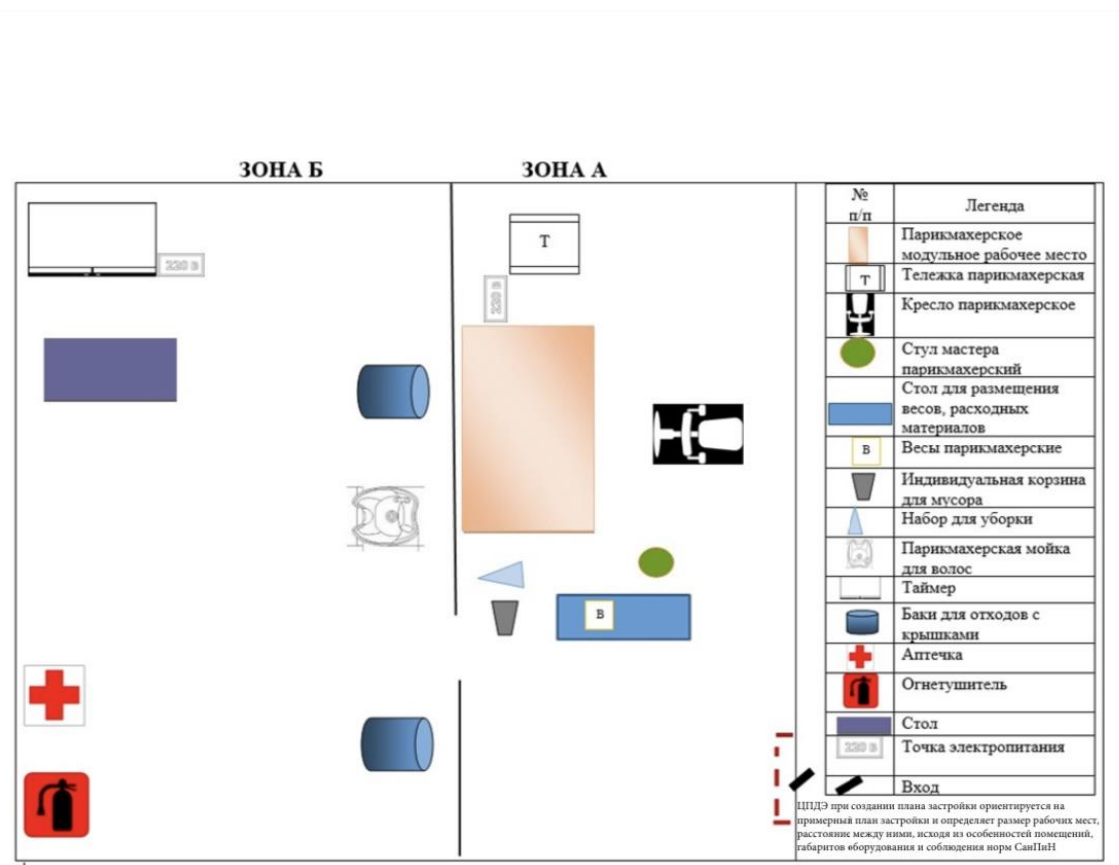 ЗОНА Б
ЗОНА А
220 В
Т
220 В
В
№
п/п
Легенда
Парикмахерское
модульное рабочее место
Т
Тележка парикмахерская
Кресло парикмахерское
Стул мастера
парикмахерский
Стол для размещения
весов, расходных
материалов
В
Весы парикмахерские
Индивидуальная корзина
для мусора
Набор для уборки
Парикмахерская мойка
для волос
Таймер
Баки для отходов с
крышками
Аптечка
Огнетушитель
Стол
220 В
Точка электропитания
Вход
ЦПДЭ при создании плана застройки ориентируется на
примерный план застройки и определяет размер рабочих мест,
расстояние между ними, исходя из особенностей помещений,
габаритов оборудования и соблюдения норм СанПиН